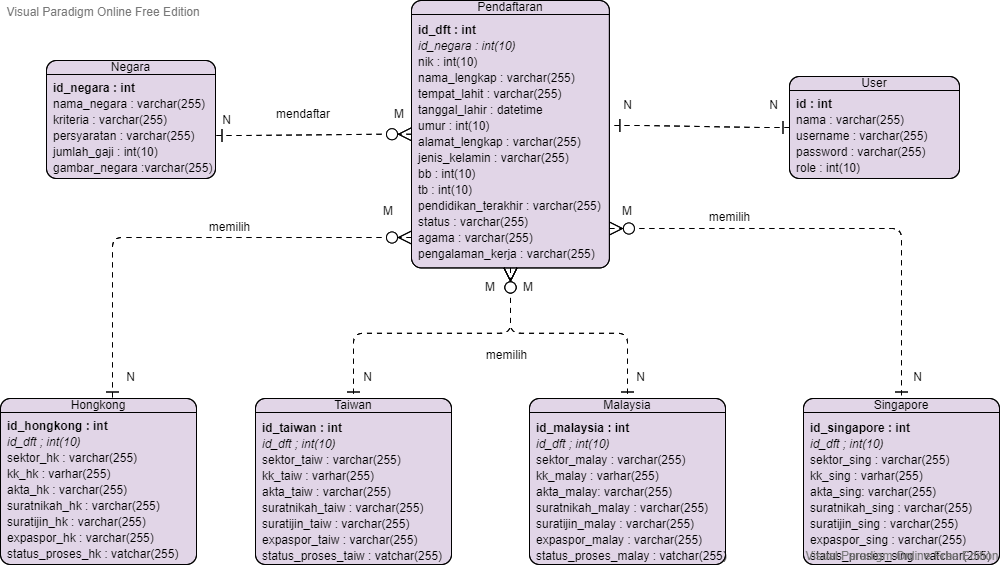 Visual Paradigm Online Free Edition
Pendaftaran
id_dft : int
id_negara : int(10)
nik : int(10)
nama_lengkap : varchar(255)
tempat_lahit : varchar(255)
tanggal_lahir : datetime
umur : int(10)
alamat_lengkap : varchar(255)
jenis_kelamin : varchar(255)
bb : int(10)
tb : int(10)
pendidikan_terakhir : varchar(255)
status : varchar(255)
agama : varchar(255)
pengalaman_kerja : varchar(255)
Negara
id_negara : int
nama_negara : varchar(255)
kriteria : varchar(255)
persyaratan : varchar(255)
jumlah_gaji : int(10)
gambar_negara :varchar(255)
N
mendaftar
M
N
N
User
id : int
nama : varchar(255)
username : varchar(255)
password : varchar(255)
role : int(10)
memilih
M
M
memilih
M
M
memilih
N
N
N
N
Hongkong
id_hongkong : int
id_dft ; int(10)
sektor_hk : varchar(255)
kk_hk : varhar(255)
akta_hk : varchar(255)
suratnikah_hk : varchar(255)
suratijin_hk : varchar(255)
expaspor_hk : varchar(255)
status_proses_hk : vatchar(255)
Taiwan
id_taiwan : int
id_dft ; int(10)
sektor_taiw : varchar(255)
kk_taiw : varhar(255)
akta_taiw : varchar(255)
suratnikah_taiw : varchar(255)
suratijin_taiw : varchar(255)
expaspor_taiw : varchar(255)
status_proses_taiw : vatchar(255)
Malaysia
id_malaysia : int
id_dft ; int(10)
sektor_malay : varchar(255)
kk_malay : varhar(255)
akta_malay: varchar(255)
suratnikah_malay : varchar(255)
suratijin_malay : varchar(255)
expaspor_malay : varchar(255)
status_proses_malay : vatchar(255)
Singapore
id_singapore : int
id_dft ; int(10)
sektor_sing : varchar(255)
kk_sing : varhar(255)
akta_sing: varchar(255)
suratnikah_sing : varchar(255)
suratijin_sing : varchar(255)
expaspor_sing : varchar(255)
status_proses_sing : vatchar(255)
Visual Paradigm Online Free Edition